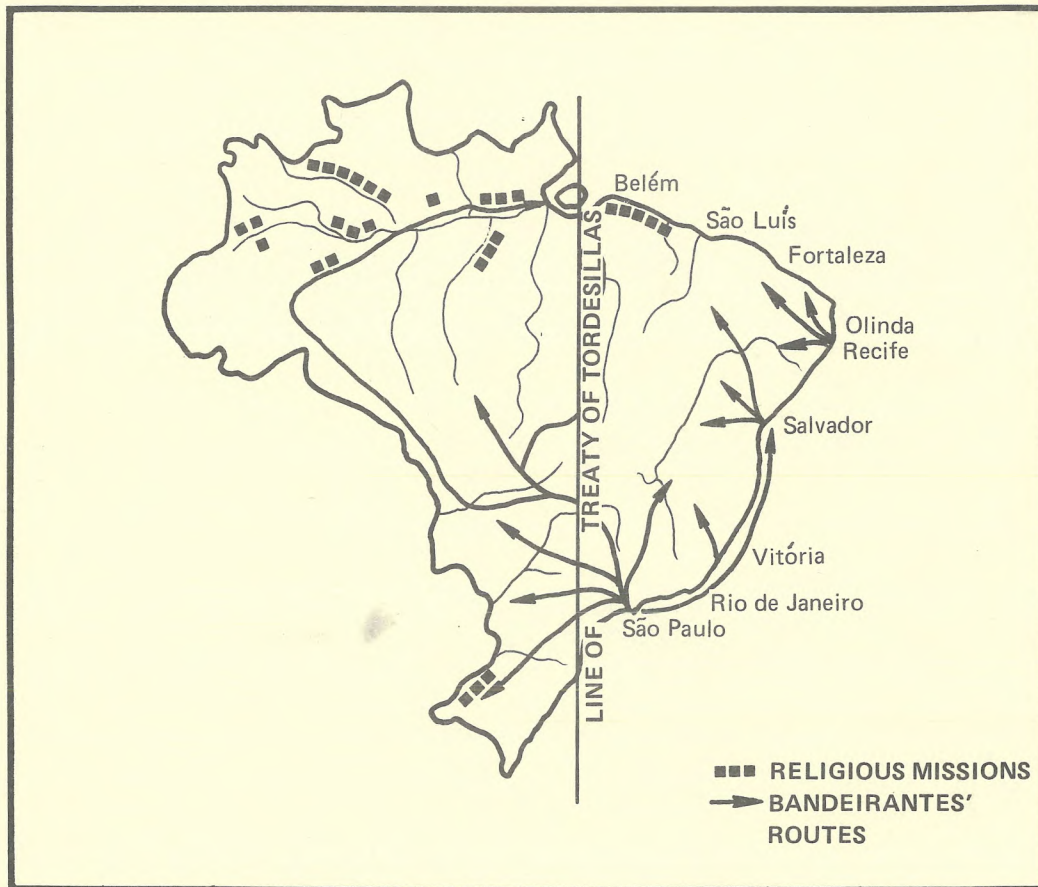 Belém
São Luís
Fortaleza
Olinda
Recife
Salvador
Vitória
Rio de Janeiro
São Paulo
LINE OF TREATY OF TORDESILLAS
RELIGIOUS MISSIONS
BANDEIRANTES'
ROUTES